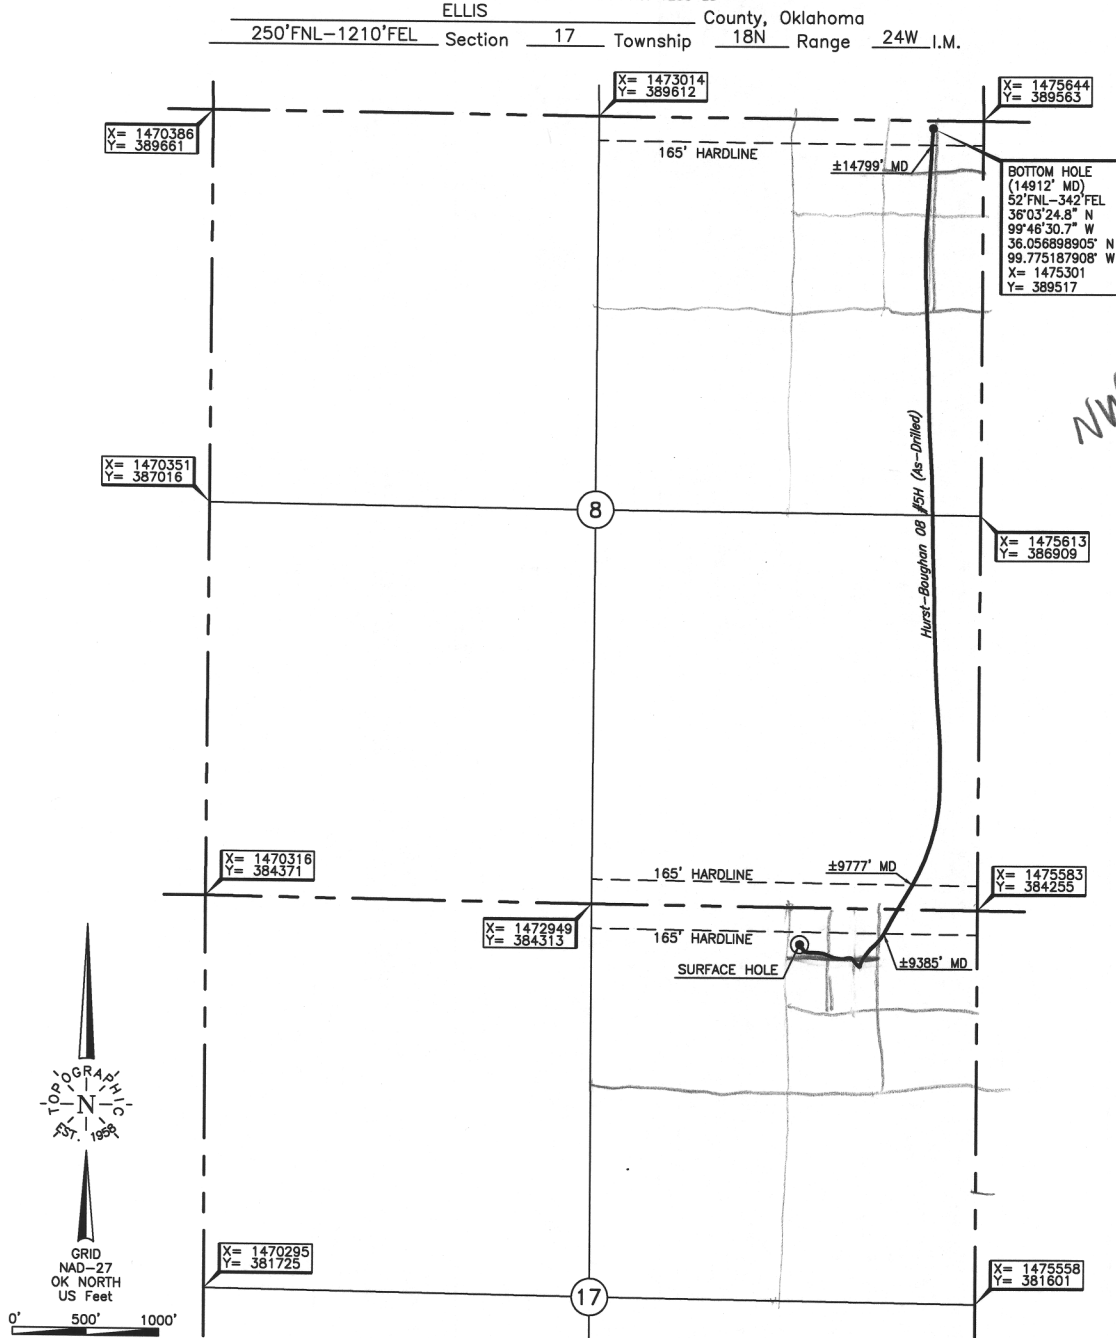 ELLIS County, Oklahoma
250'FNL-1210'FEL Section 17 Township 18N Range 24W I.M.
X= 1473014
Y= 389612
X= 1475644
Y= 389563
X= 1470386
Y= 389661
165' HARDLINE
±14799' MD
BOTTOM HOLE
(14912' MD)
52'FNL-342'FEL
36°03'24.8" N
99°46'30.7" W
36.056898905° N
99.775187908° W
X= 1475301
Y= 389517
X= 1470351
Y= 387016
8
Hurst-Boughan 08 #5H (As-Drilled)
X= 1475613
Y= 386909
X= 1470316
Y= 384371
165' HARDLINE
±9777' MD
X= 1475583
Y= 384255
X= 1472949
Y= 384313
165' HARDLINE
SURFACE HOLE
±9385' MD
TOPOGRAPHIC
N
EST. 1958
GRID
NAD-27
OK NORTH
US Feet
0' 500' 1000'
X= 1470295
Y= 381725
17
X= 1475558
Y= 381601